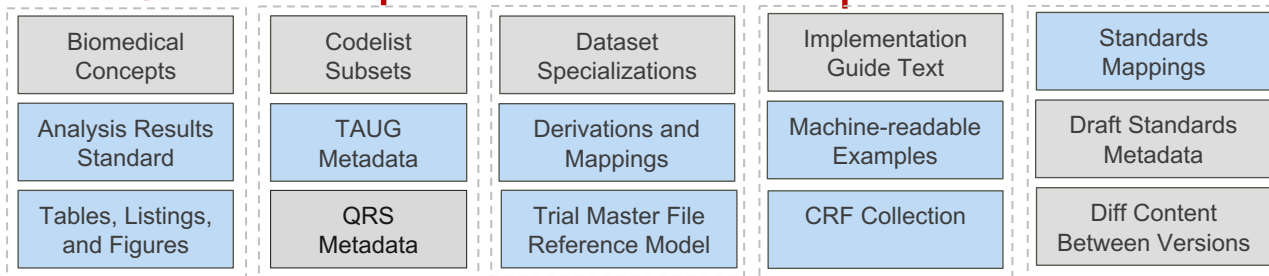 Biomedical
Concepts
Analysis Results
Standard
Tables, Listings,
and Figures
Codelist
Subsets
TAUG
Metadata
QRS
Metadata
Dataset
Specializations
Derivations and
Mappings
Trial Master File
Reference Model
Implementation
Guide Text
Machine-readable
Examples
CRF Collection
Standards
Mappings
Draft Standards
Metadata
Diff Content
Between Versions